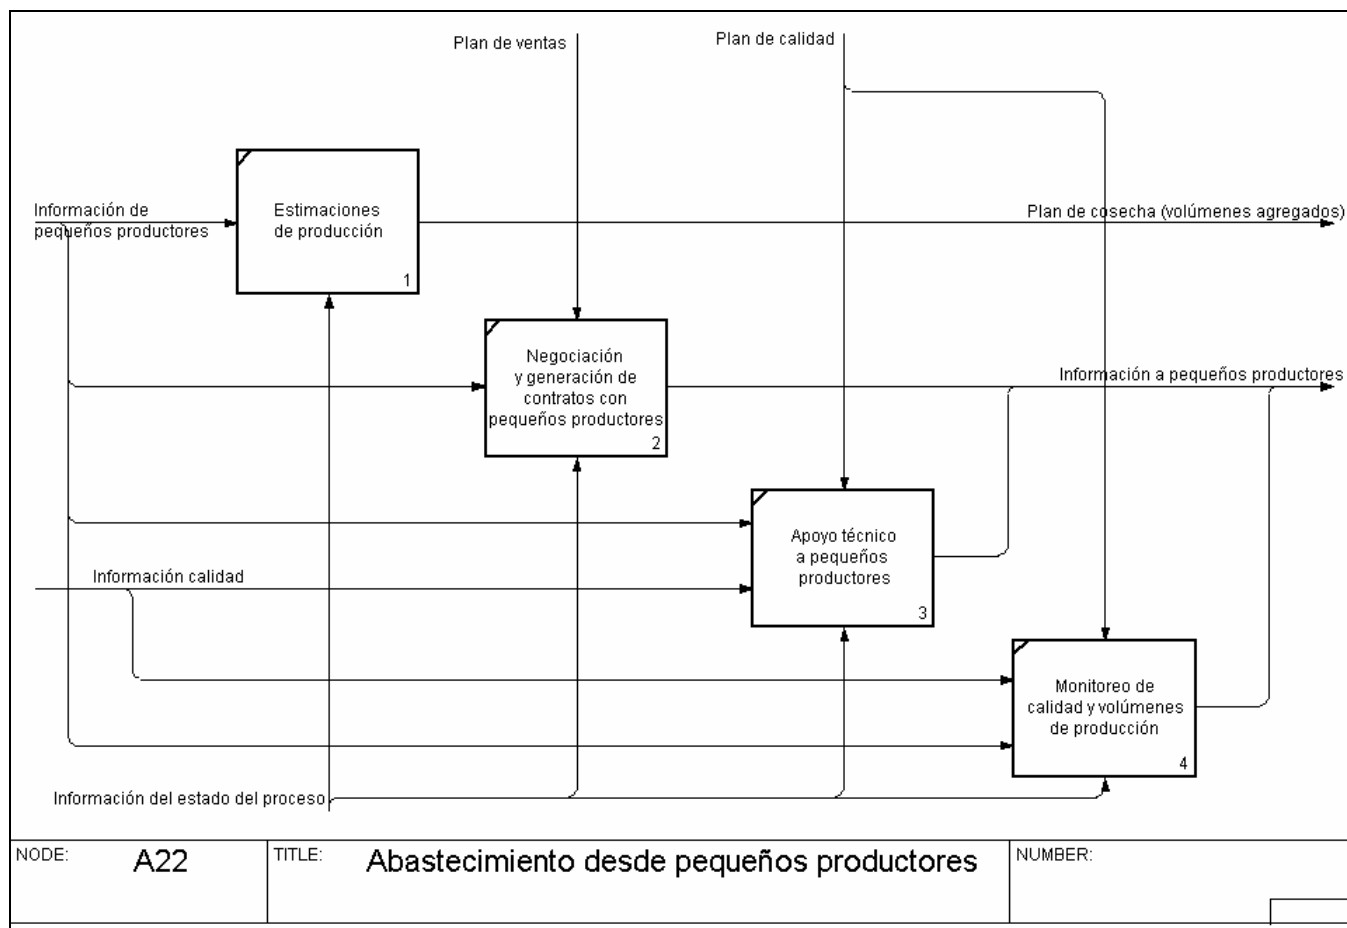 Plan de ventas
Plan de calidad
Información de
pequeños productores
Estimaciones
de producción
1
Plan de cosecha (volúmenes agregados)
Negociación
y generación de
contratos con
pequeños productores
2
Información a pequeños productores
Apoyo técnico
a pequeños
productores
3
Información calidad
Monitoreo de
calidad y volúmenes
de producción
4
Información del estado del proceso
NODE:
A22
TITLE:
Abastecimiento desde pequeños productores
NUMBER: